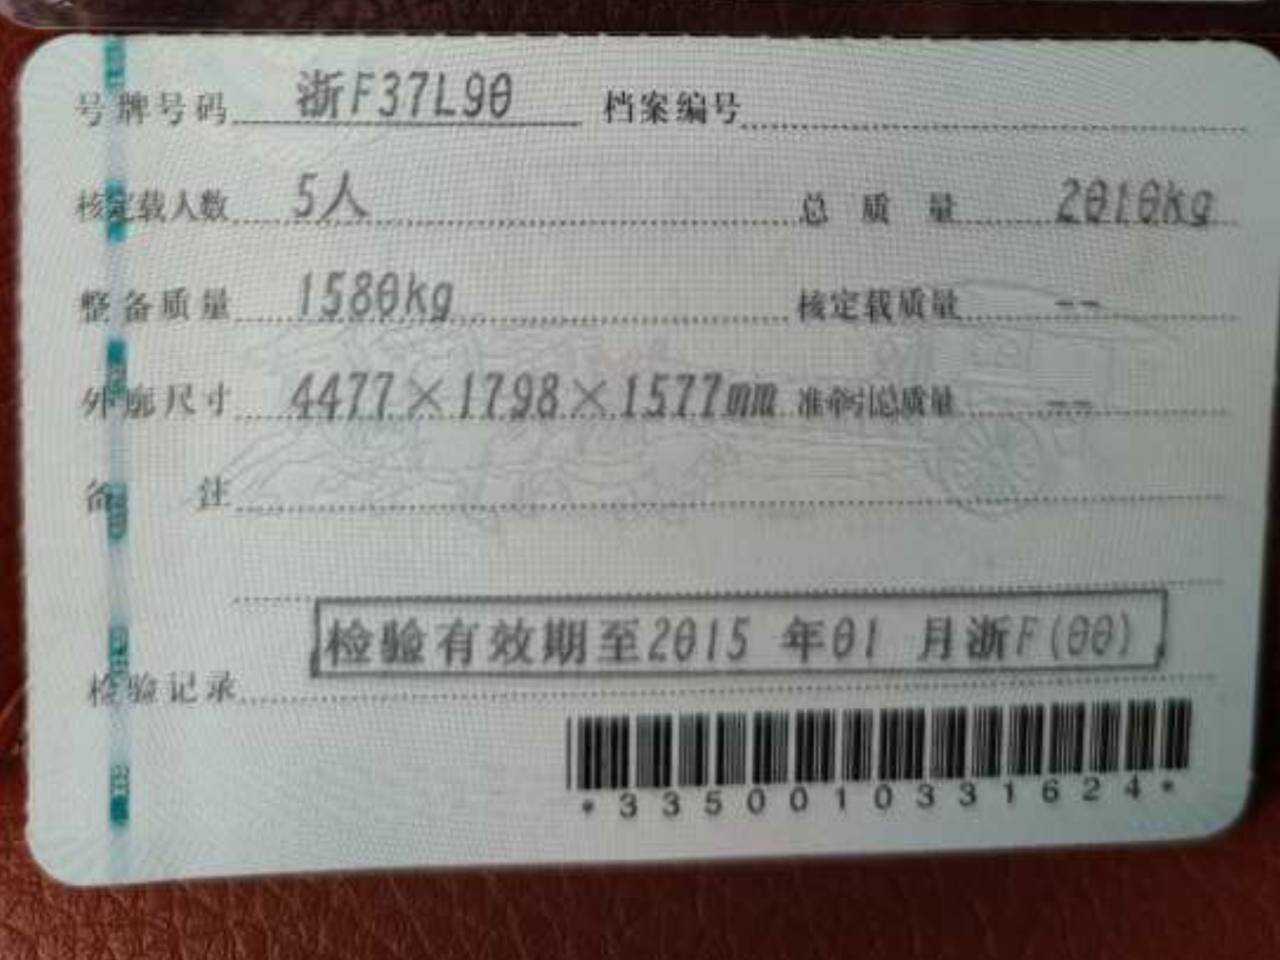 号牌号码 浙F37L90 档案编号
核定载人数 5人 总质量 2010kg
整备质量 1580kg 核定载质量 --
外廓尺寸 4477×1798×1577mm 准牵引总质量 --
备注
检验有效期至2015 年01 月浙F(00)
检验记录
*3350010331624*